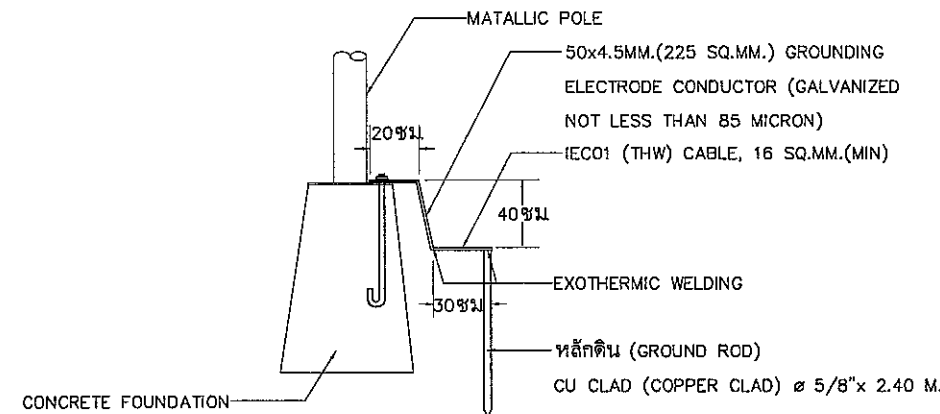 MATALLIC POLE
50x4.5MM.(225 SQ.MM.) GROUNDING
ELECTRODE CONDUCTOR (GALVANIZED
NOT LESS THAN 85 MICRON)
20ซม.
IEC01 (THW) CABLE, 16 SQ.MM.(MIN)
40ซม.
EXOTHERMIC WELDING
30ซม.
หลักดิน (GROUND ROD)
CU CLAD (COPPER CLAD) ø 5/8"x 2.40 M.
CONCRETE FOUNDATION